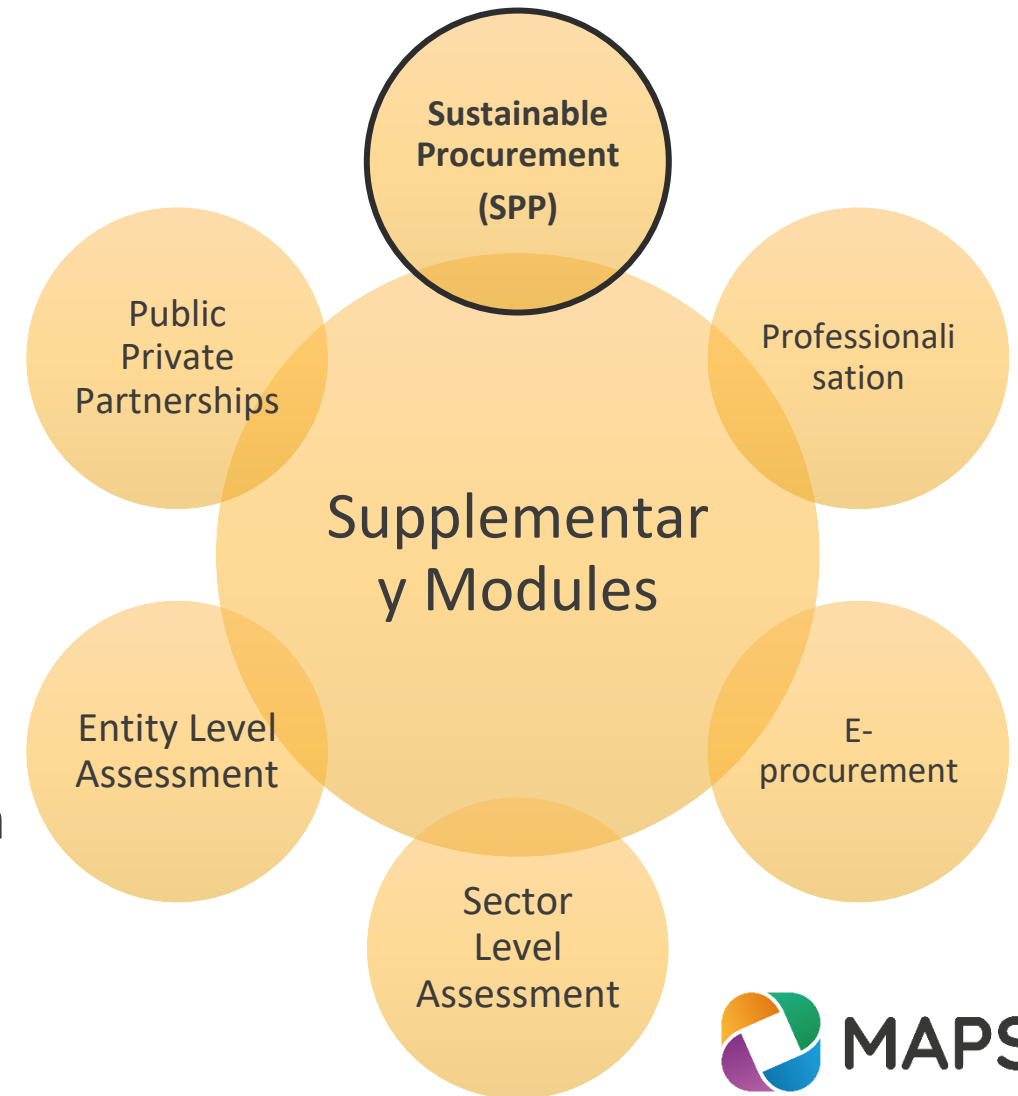 Sustainable
Procurement
(SPP)
Public
Private
Partnerships
Professionali
sation
Supplementar
y Modules
Entity Level
Assessment
E-
procurement
Sector
Level
Assessment
MAPS